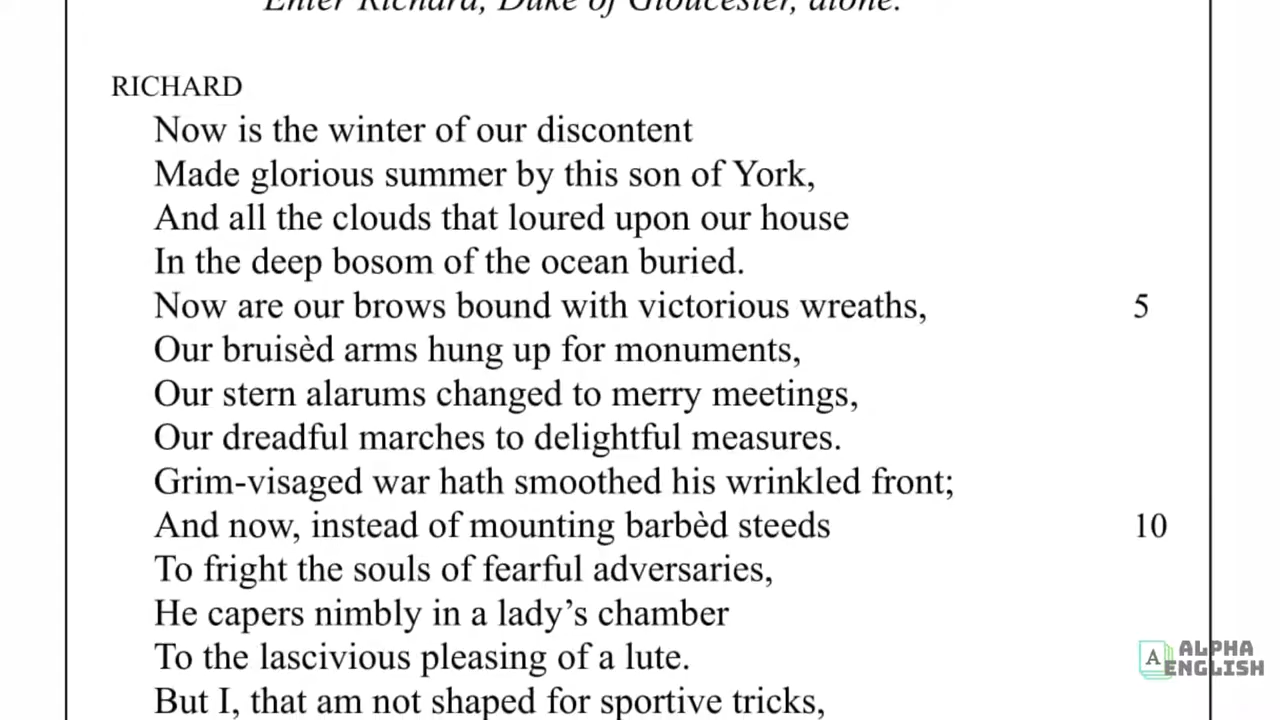 Enter Richard, Duke of Gloucester, alone.
RICHARD
Now is the winter of our discontent
Made glorious summer by this son of York,
And all the clouds that loured upon our house
In the deep bosom of the ocean buried.
Now are our brows bound with victorious wreaths, 5
Our bruisèd arms hung up for monuments,
Our stern alarums changed to merry meetings,
Our dreadful marches to delightful measures.
Grim-visaged war hath smoothed his wrinkled front;
And now, instead of mounting barbèd steeds 10
To fright the souls of fearful adversaries,
He capers nimbly in a lady’s chamber
To the lascivious pleasing of a lute.
But I, that am not shaped for sportive tricks,
A ALPHA
ENGLISH